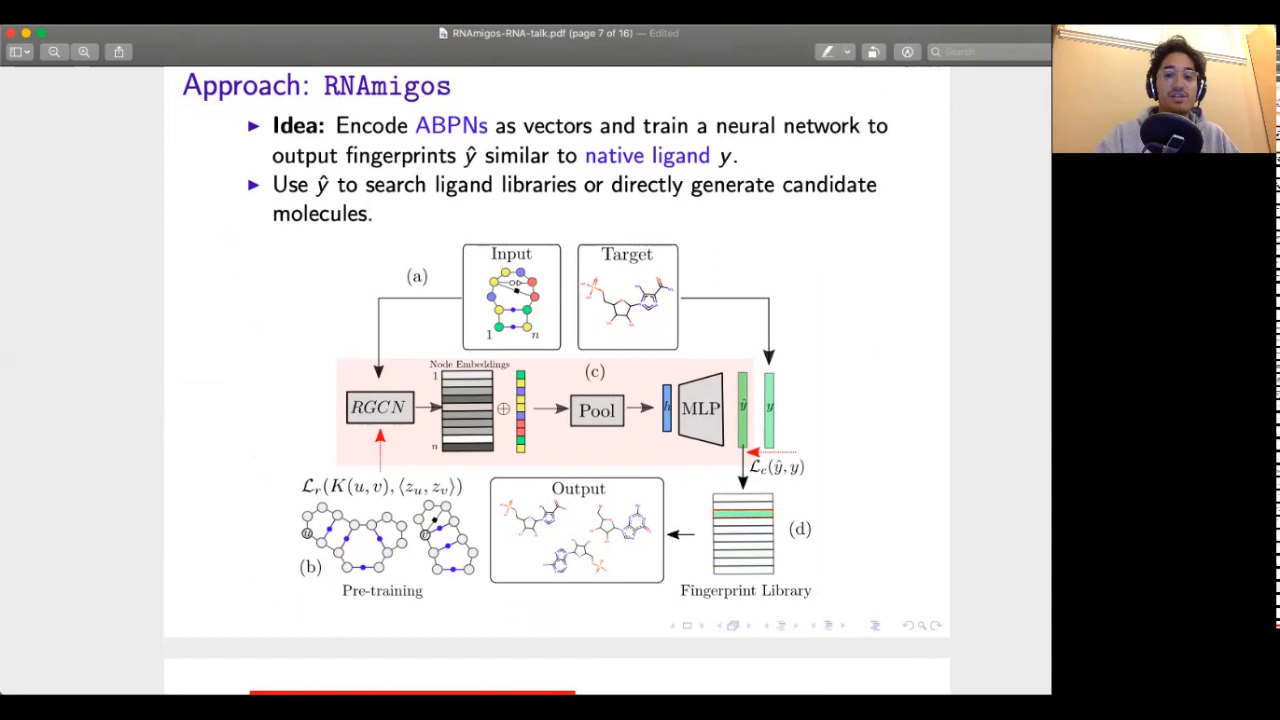 RNAmigos-RNA-talk.pdf (page 7 of 16) — Edited
Search
Approach: RNAmigos
Idea: Encode ABPNs as vectors and train a neural network to
output fingerprints ŷ similar to native ligand y.
Use ŷ to search ligand libraries or directly generate candidate
molecules.
(a)
Input
1
n
Target
Node Embeddings
1
n
(c)
RGCN
⊕
Pool
h
MLP
ŷ
y
𝓛c(ŷ, y)
𝓛r(K(u, v), ⟨zu, zv⟩)
(b)
Pre-training
Output
(d)
Fingerprint Library